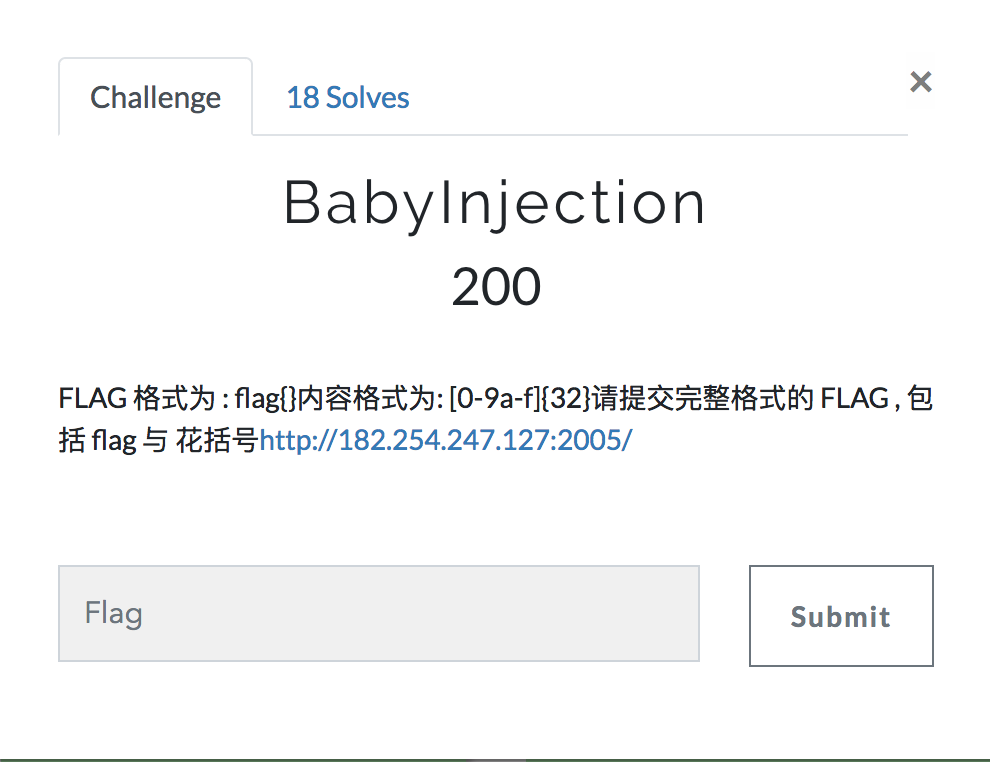 Challenge
18 Solves
×
BabyInjection
200
FLAG 格式为 : flag{}内容格式为: [0-9a-f]{32}请提交完整格式的 FLAG , 包
括 flag 与 花括号http://182.254.247.127:2005/
Flag
Submit